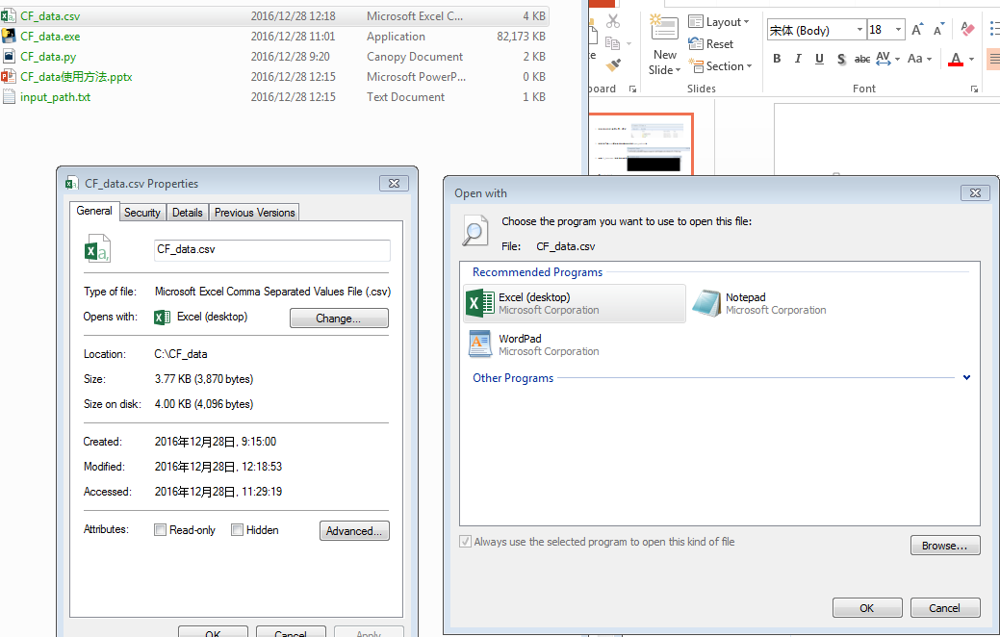 CF_data.csv 2016/12/28 12:18 Microsoft Excel C... 4 KB
CF_data.exe 2016/12/28 11:01 Application 82,173 KB
CF_data.py 2016/12/28 9:20 Canopy Document 2 KB
CF_data使用方法.pptx 2016/12/28 12:15 Microsoft PowerP... 0 KB
input_path.txt 2016/12/28 12:15 Text Document 1 KB
Layout
Reset
Section
New
Slide
board
Slides
宋体 (Body) 18
B I U S abc AV Aa A
Font
CF_data.csv Properties
General Security Details Previous Versions
CF_data.csv
Type of file: Microsoft Excel Comma Separated Values File (.csv)
Opens with: Excel (desktop) Change...
Location: C:\CF_data
Size: 3.77 KB (3,870 bytes)
Size on disk: 4.00 KB (4,096 bytes)
Created: 2016年12月28日, 9:15:00
Modified: 2016年12月28日, 12:18:53
Accessed: 2016年12月28日, 11:29:19
Attributes: Read-only Hidden Advanced...
OK Cancel Apply
Open with
Choose the program you want to use to open this file:
File: CF_data.csv
Recommended Programs
Excel (desktop)
Microsoft Corporation
Notepad
Microsoft Corporation
WordPad
Microsoft Corporation
Other Programs
Always use the selected program to open this kind of file
Browse...
OK Cancel